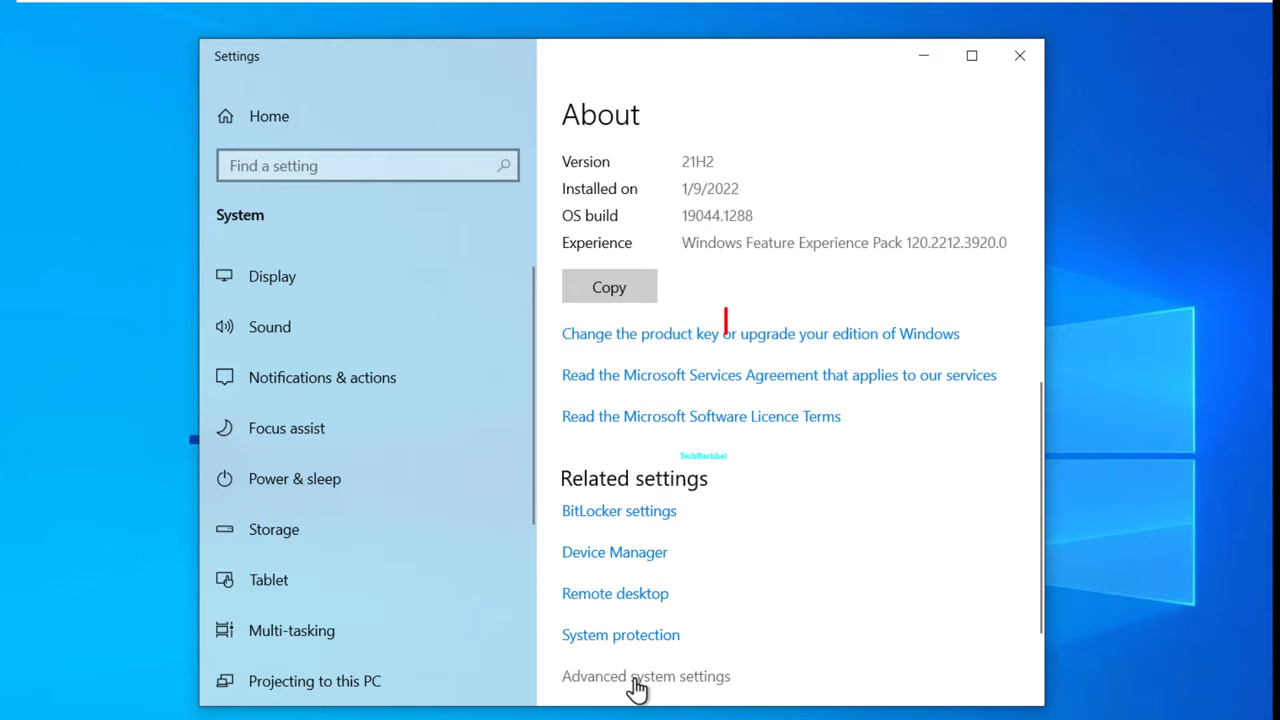 Settings
Home
Find a setting
System
Display
Sound
Notifications & actions
Focus assist
Power & sleep
Storage
Tablet
Multi-tasking
Projecting to this PC
About
Version 21H2
Installed on 1/9/2022
OS build 19044.1288
Experience Windows Feature Experience Pack 120.2212.3920.0
Copy
Change the product key or upgrade your edition of Windows
Read the Microsoft Services Agreement that applies to our services
Read the Microsoft Software Licence Terms
Related settings
BitLocker settings
Device Manager
Remote desktop
System protection
Advanced system settings